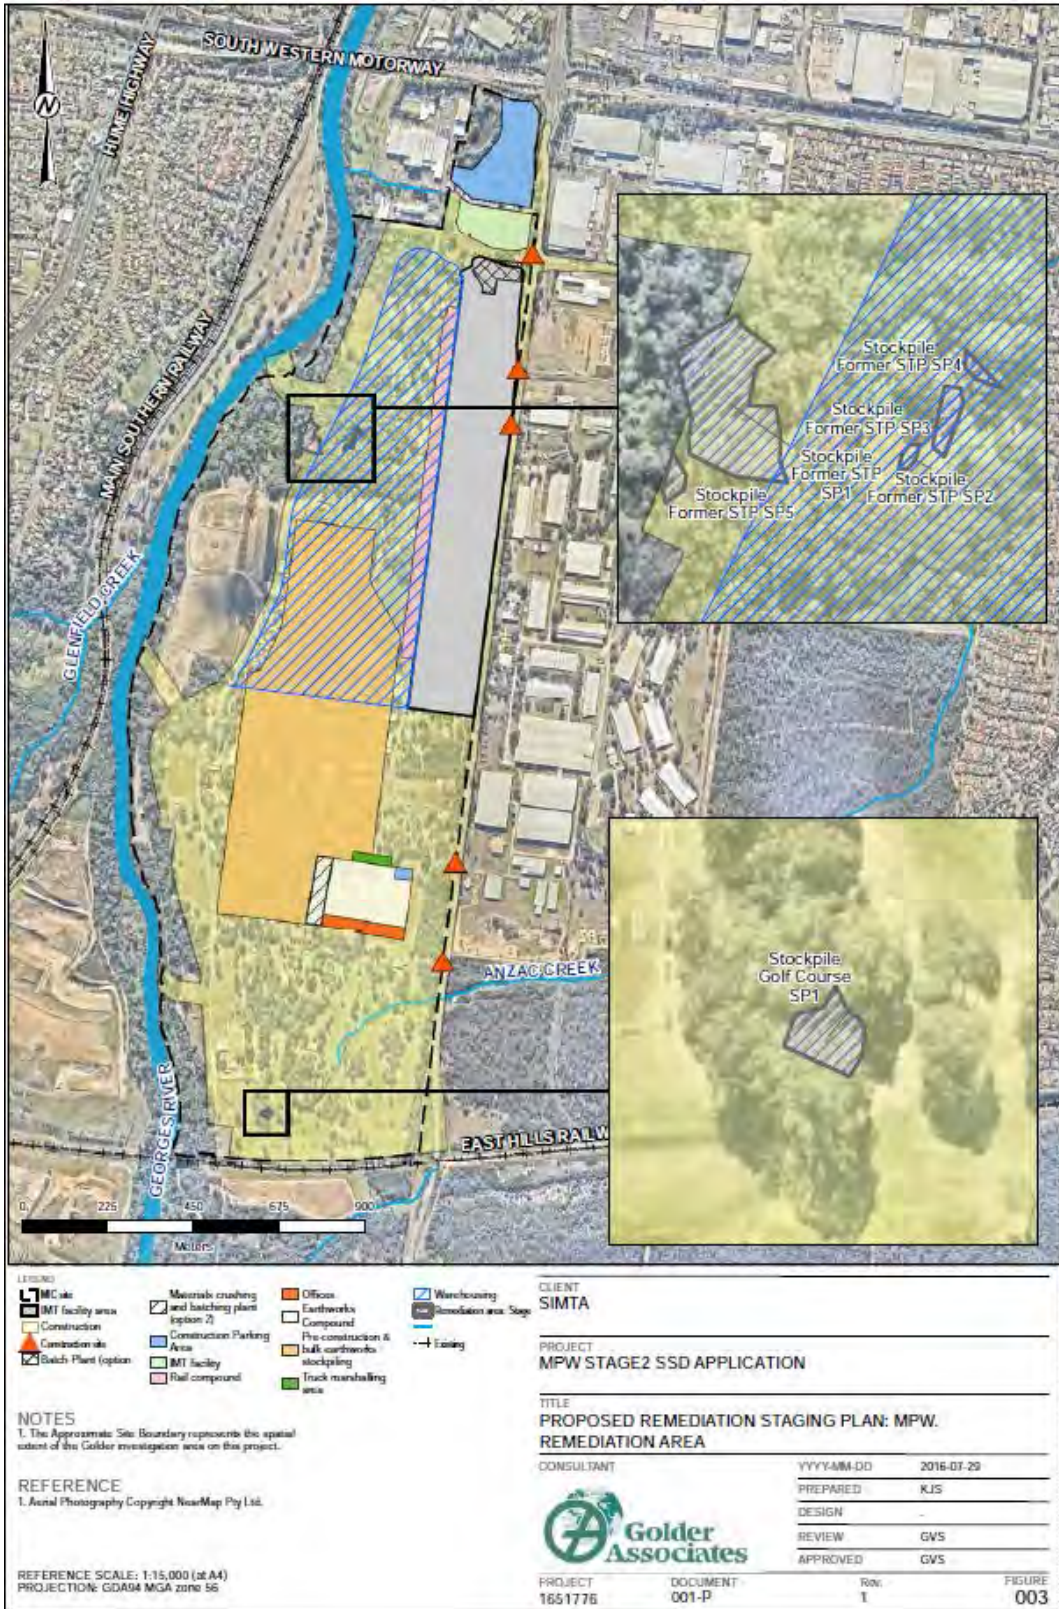 SOUTH WESTERN MOTORWAY
HUME HIGHWAY
N
MAIN SOUTHERN RAILWAY
GLENFIELD CREEK
Stockpile
Former STP SP4
Stockpile
Former STP SP3
Stockpile
Former STP
SP1
Stockpile
Former STP SP2
Stockpile
Former STP SP5
Stockpile
Golf Course
SP1
ANZAC CREEK
GEORGES RIVER
EAST HILLS RAILW
0 225 450 675 900
Meters
LEGEND
MIC site
IMT facility area
Construction
Construction site
Batch Plant (option
Materials crushing
and batching plant
(option 2)
Construction Parking
Area
IMT facility
Rail compound
Offices
Earthworks
Compound
Pre-construction &
bulk earthworks
stockpiling
Truck marshalling
area
Warehousing
Remediation area: Stage
Existing
NOTES
1. The Approximate Site Boundary represents the spatial
extent of the Golder investigation area on this project.
REFERENCE
1. Aerial Photography Copyright NearMap Pty Ltd.
REFERENCE SCALE: 1:15,000 (at A4)
PROJECTION: GDA94 MGA zone 56
CLIENT
SIMTA
PROJECT
MPW STAGE2 SSD APPLICATION
TITLE
PROPOSED REMEDIATION STAGING PLAN: MPW.
REMEDIATION AREA
CONSULTANT
Golder
Associates
YYYY-MM-DD 2016-07-29
PREPARED KJS
DESIGN -
REVIEW GVS
APPROVED GVS
PROJECT DOCUMENT Rev. FIGURE
1651776 001-P 1 003